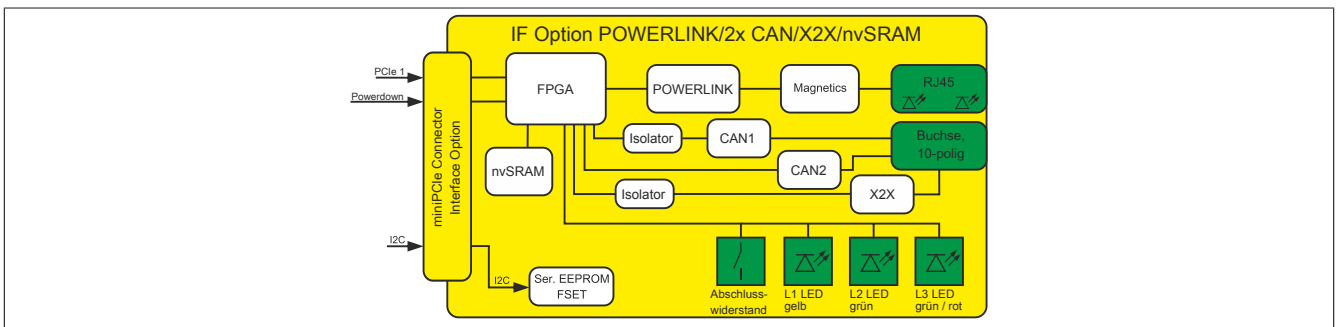 IF Option POWERLINK/2x CAN/X2X/nvSRAM
PCIe 1
Powerdown
I2C
miniPCIe Connector
Interface Option
FPGA
POWERLINK
Magnetics
RJ45
Isolator
CAN1
Buchse,
10-polig
nvSRAM
CAN2
Isolator
X2X
I2C
Ser. EEPROM
FSET
Abschluss-
widerstand
L1 LED
gelb
L2 LED
grün
L3 LED
grün / rot